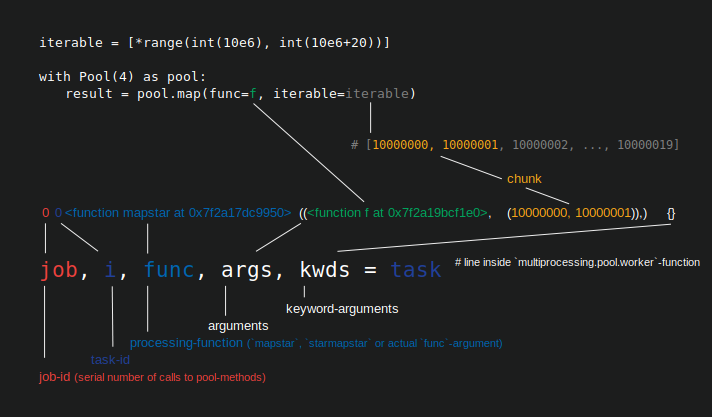 iterable = [*range(int(10e6), int(10e6+20))]
with Pool(4) as pool:
result = pool.map(func=f, iterable=iterable)
# [10000000, 10000001, 10000002, ..., 10000019]
chunk
0 0 <function mapstar at 0x7f2a17dc9950> ((<function f at 0x7f2a19bcf1e0>, (10000000, 10000001)),) {}
job, i, func, args, kwds = task # line inside `multiprocessing.pool.worker`-function
keyword-arguments
arguments
processing-function (`mapstar`, `starmapstar` or actual `func`-argument)
task-id
job-id (serial number of calls to pool-methods)